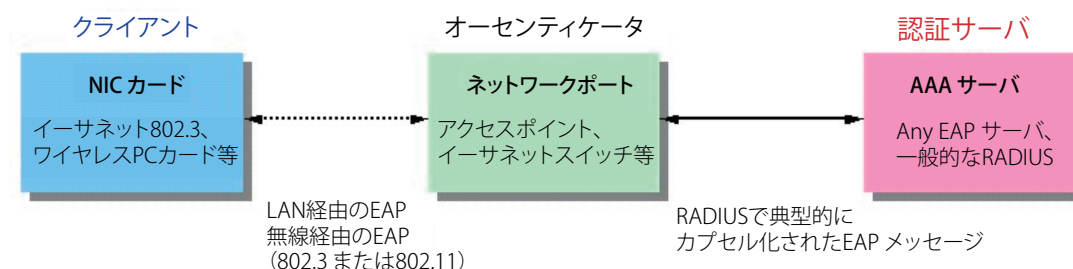 クライアント
オーセンティケータ
認証サーバ
NIC カード
イーサネット802.3、
ワイヤレスPCカード等
ネットワークポート
アクセスポイント、
イーサネットスイッチ等
AAA サーバ
Any EAP サーバ、
一般的なRADIUS
LAN経由のEAP
無線経由のEAP
（802.3 または802.11）
RADIUSで典型的に
カプセル化されたEAP メッセージ